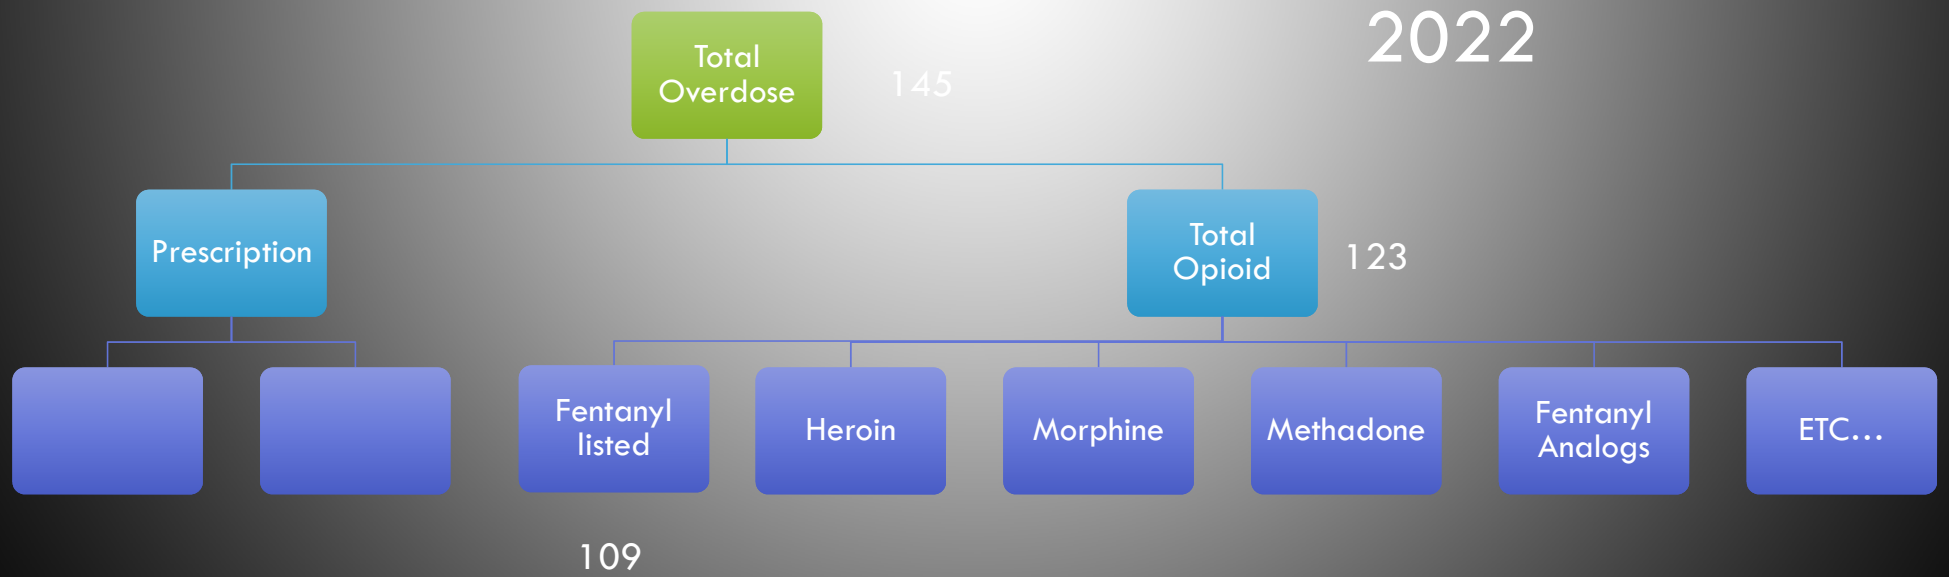 2022
Total
Overdose
145
Prescription
Total
Opioid
123
Fentanyl
listed
Heroin
Morphine
Methadone
Fentanyl
Analogs
ETC...
109